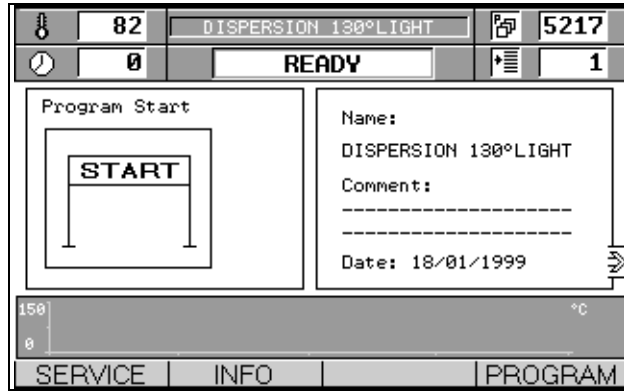 82 DISPERSION 130°LIGHT 5217
0 READY 1
Program Start
START
Name:
DISPERSION 130°LIGHT
Comment:
--------------------
--------------------
Date: 18/01/1999
150 °C
0
SERVICE INFO PROGRAM